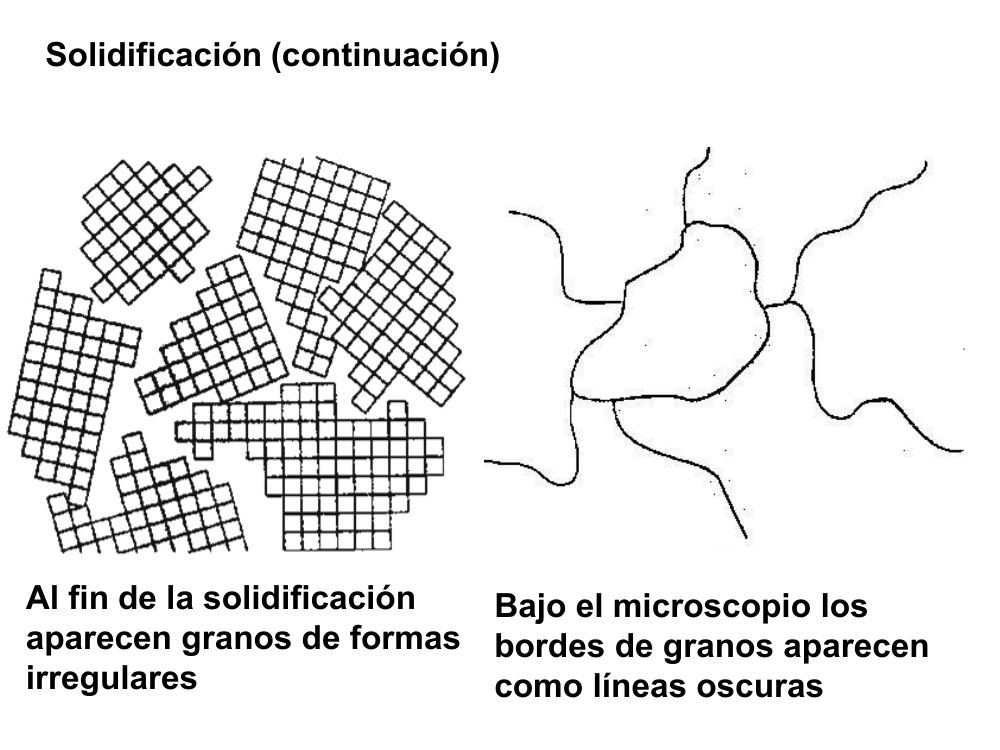 Solidificación (continuación)
Al fin de la solidificación
aparecen granos de formas
irregulares
Bajo el microscopio los
bordes de granos aparecen
como líneas oscuras